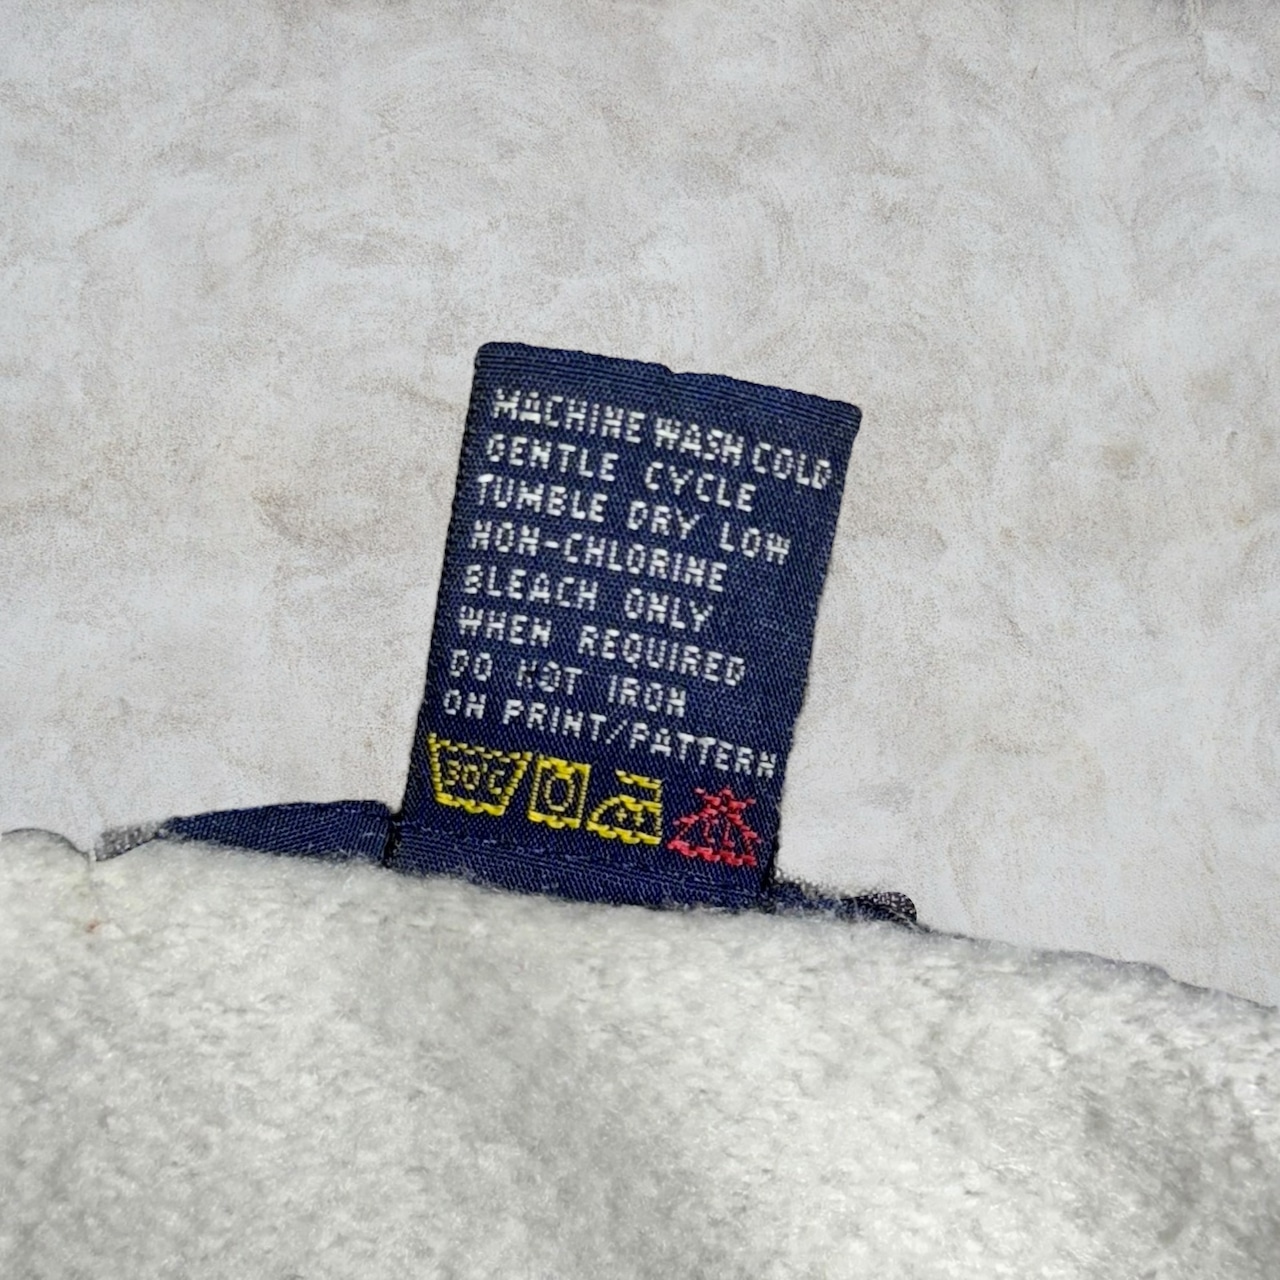 MACHINE WASH COLD
GENTLE CYCLE
TUMBLE DRY LOW
NON-CHLORINE
BLEACH ONLY
WHEN REQUIRED
DO NOT IRON
ON PRINT/PATTERN
30C